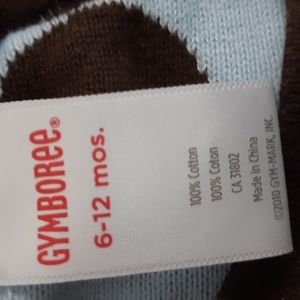 GYMBOREE®
6-12 mos.
100% Cotton
100% Coton
CA 31802
Made in China
©2010 GYM-MARK, INC.